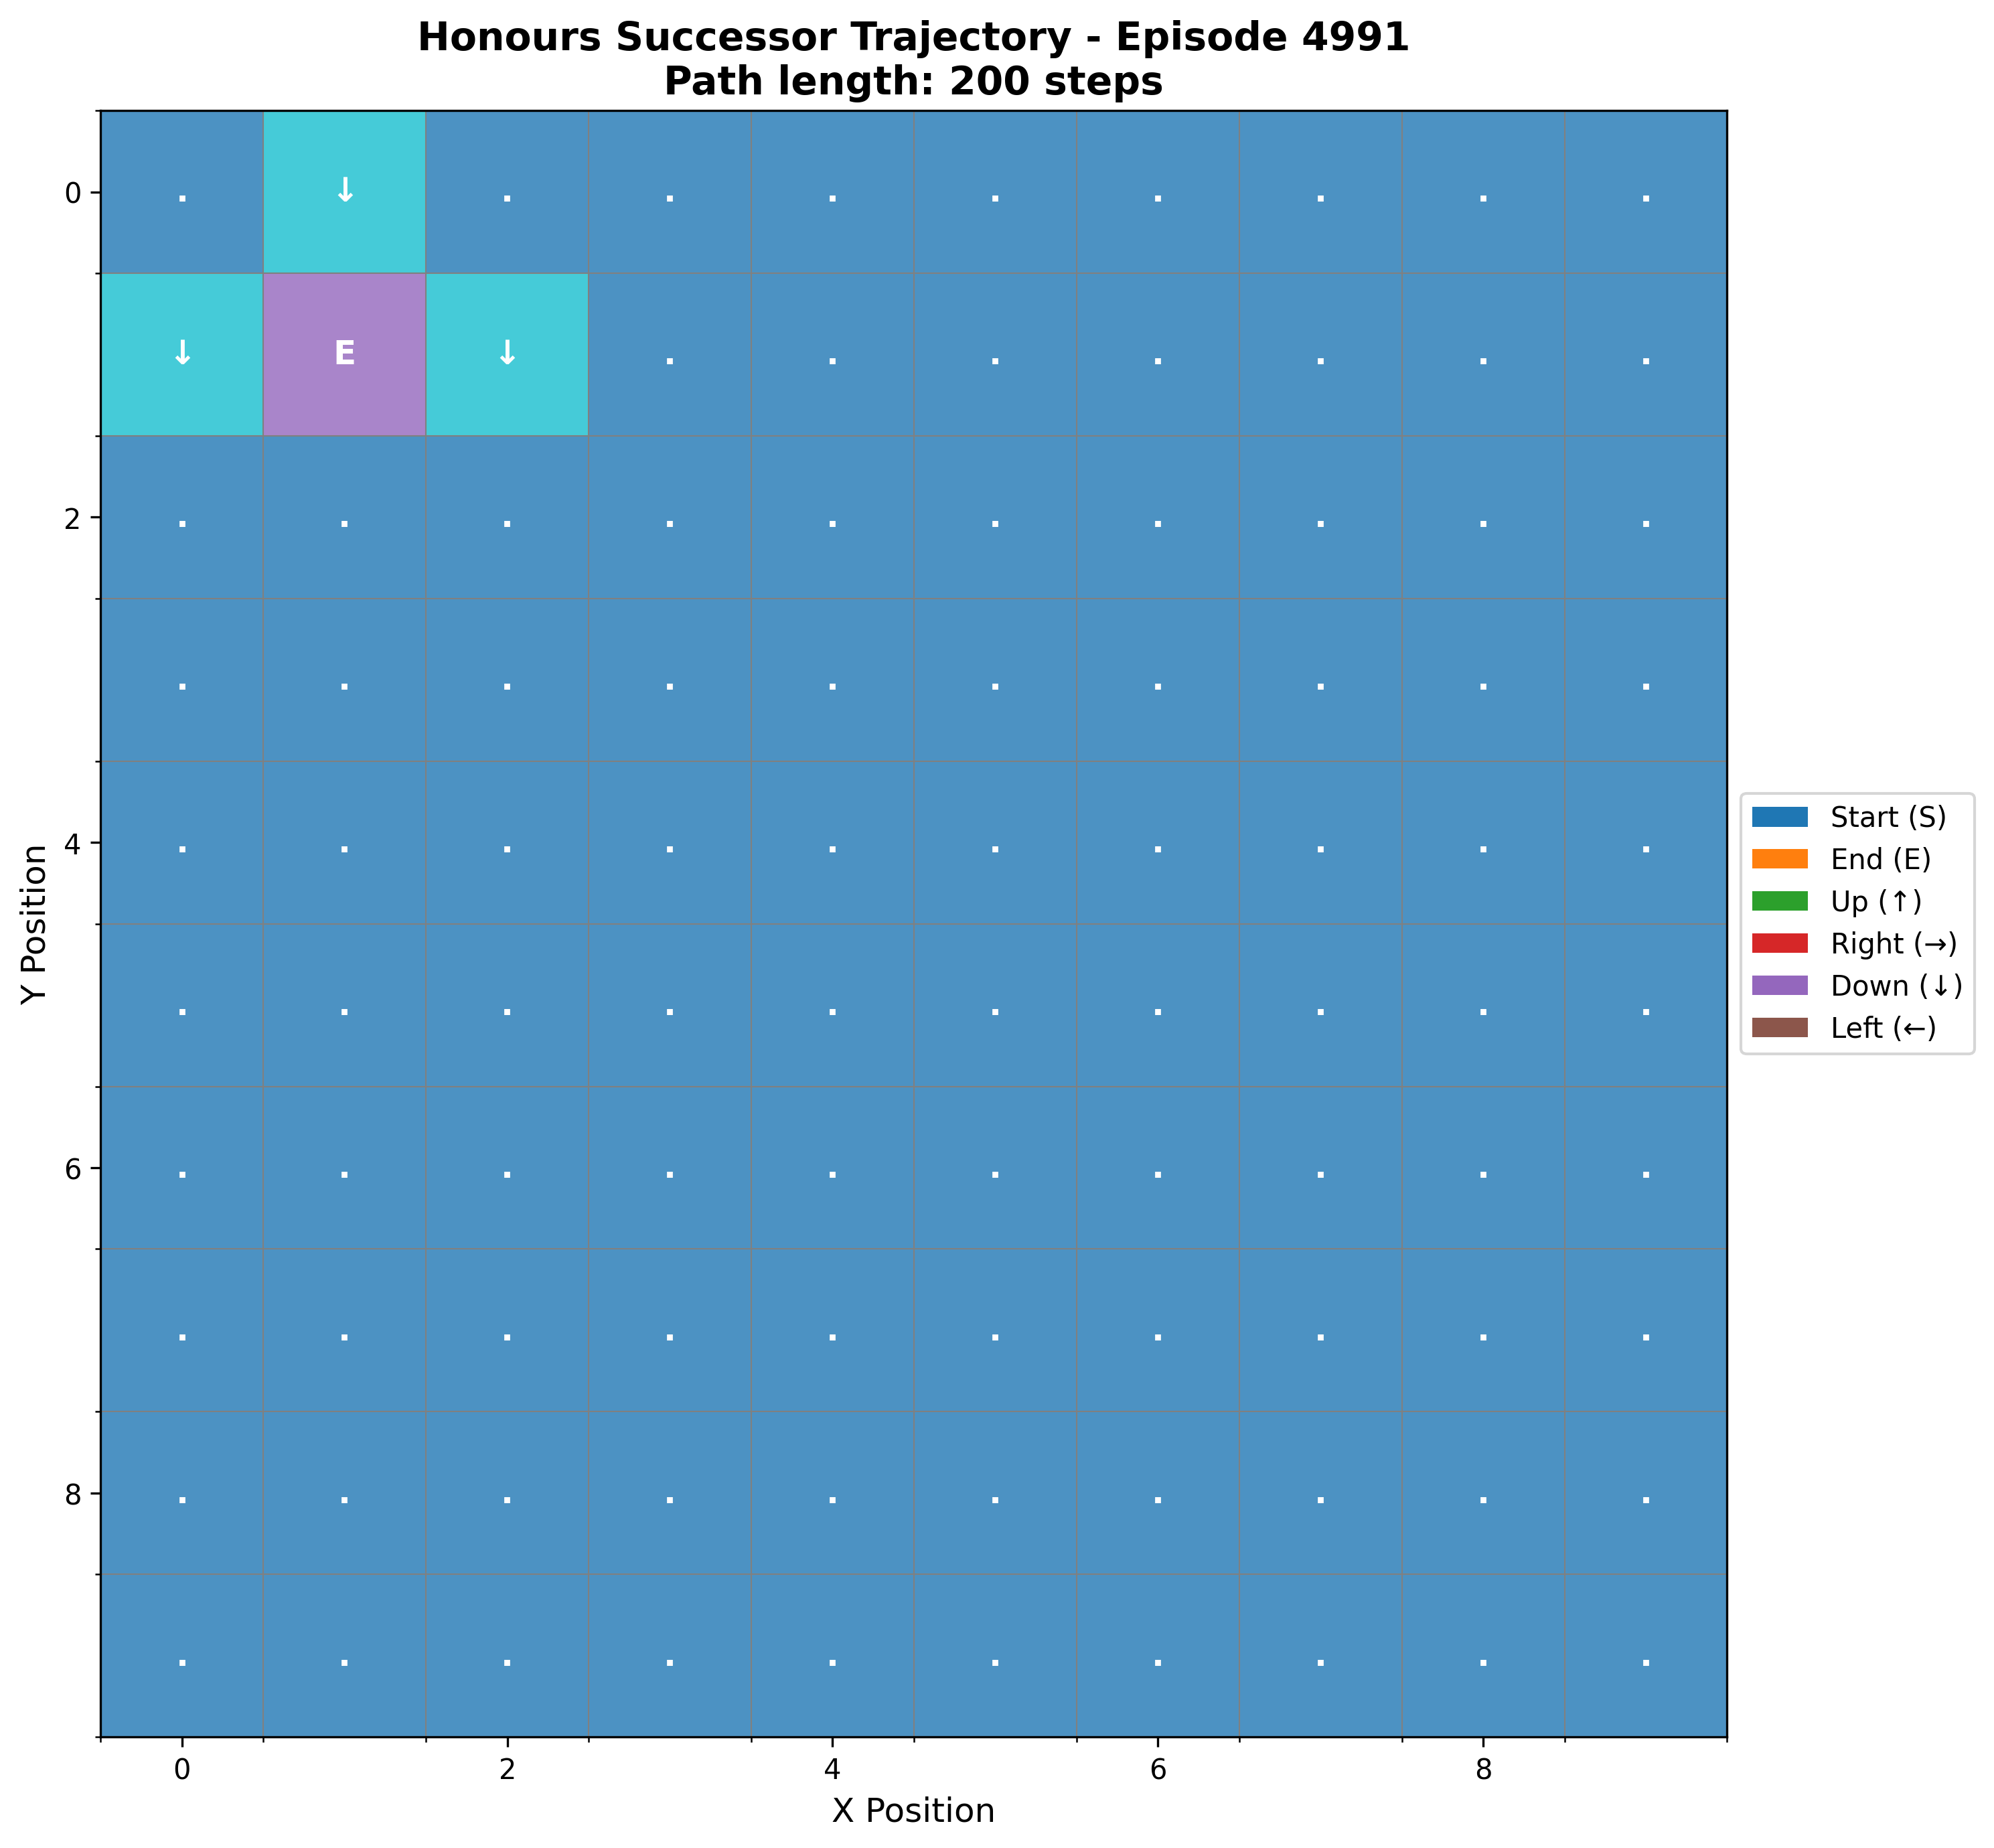 Honours Successor Trajectory - Episode 4991
Path length: 200 steps
0
↓
↓ E ↓
2
4
6
8
Y Position
0 2 4 6 8
X Position
Start (S)
End (E)
Up (↑)
Right (→)
Down (↓)
Left (←)